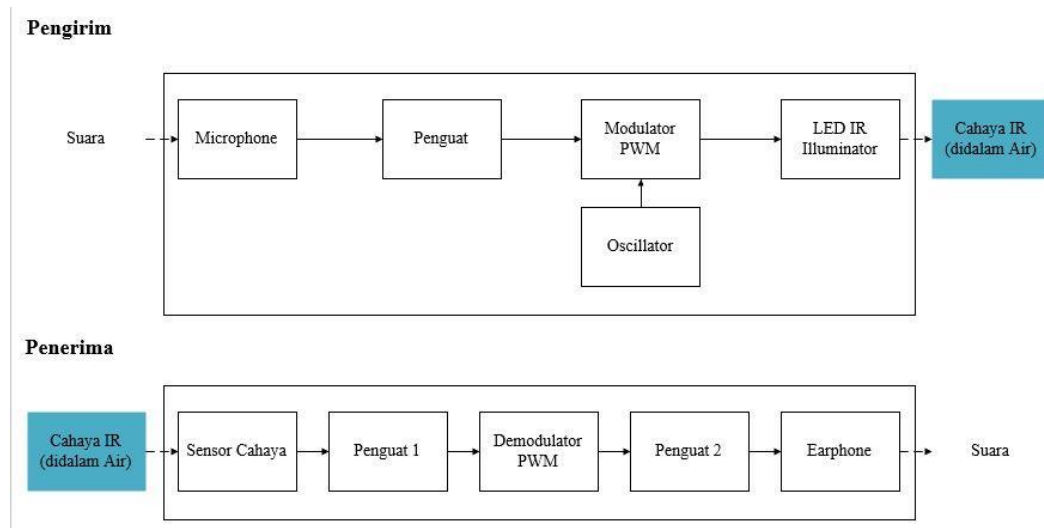 Pengirim
Suara
Microphone
Penguat
Modulator
PWM
LED IR
Illuminator
Cahaya IR
(didalam Air)
Oscillator
Penerima
Cahaya IR
(didalam Air)
Sensor Cahaya
Penguat 1
Demodulator
PWM
Penguat 2
Earphone
Suara